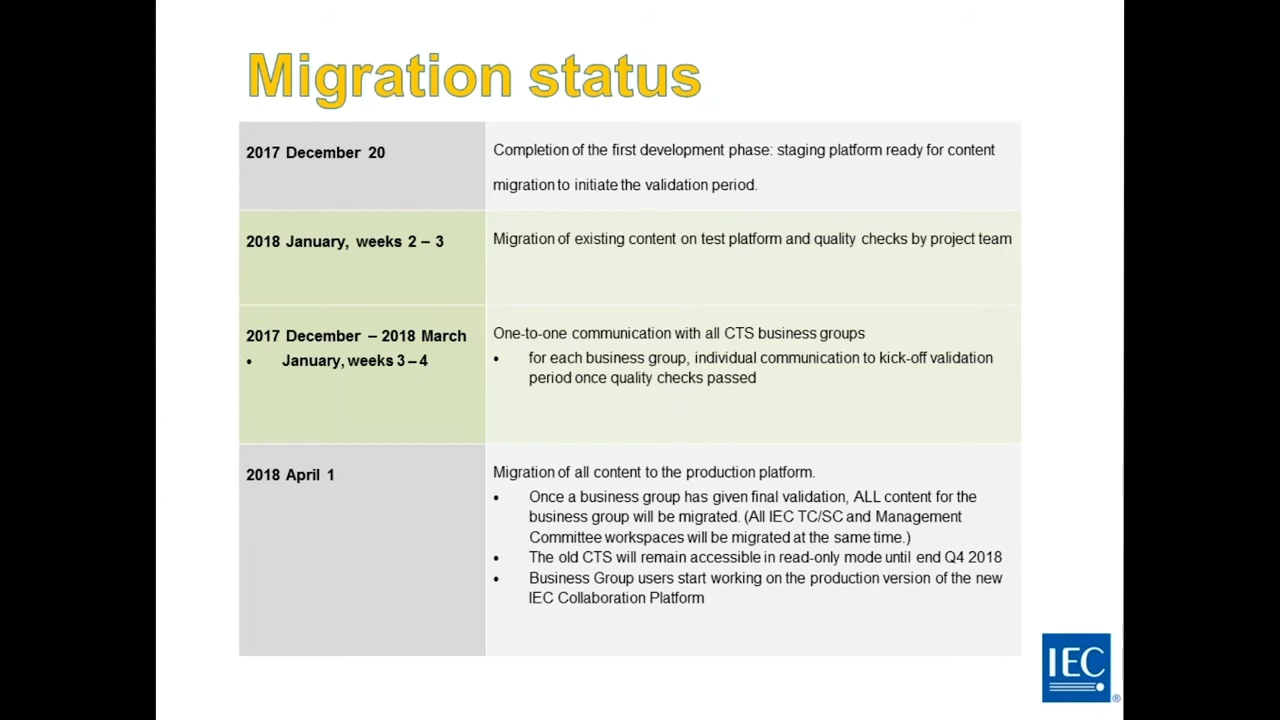 Migration status
2017 December 20
Completion of the first development phase: staging platform ready for content
migration to initiate the validation period.
2018 January, weeks 2 – 3
Migration of existing content on test platform and quality checks by project team
2017 December – 2018 March
• January, weeks 3 – 4
One-to-one communication with all CTS business groups
• for each business group, individual communication to kick-off validation
period once quality checks passed
2018 April 1
Migration of all content to the production platform.
• Once a business group has given final validation, ALL content for the
business group will be migrated. (All IEC TC/SC and Management
Committee workspaces will be migrated at the same time.)
• The old CTS will remain accessible in read-only mode until end Q4 2018
• Business Group users start working on the production version of the new
IEC Collaboration Platform
IEC
®